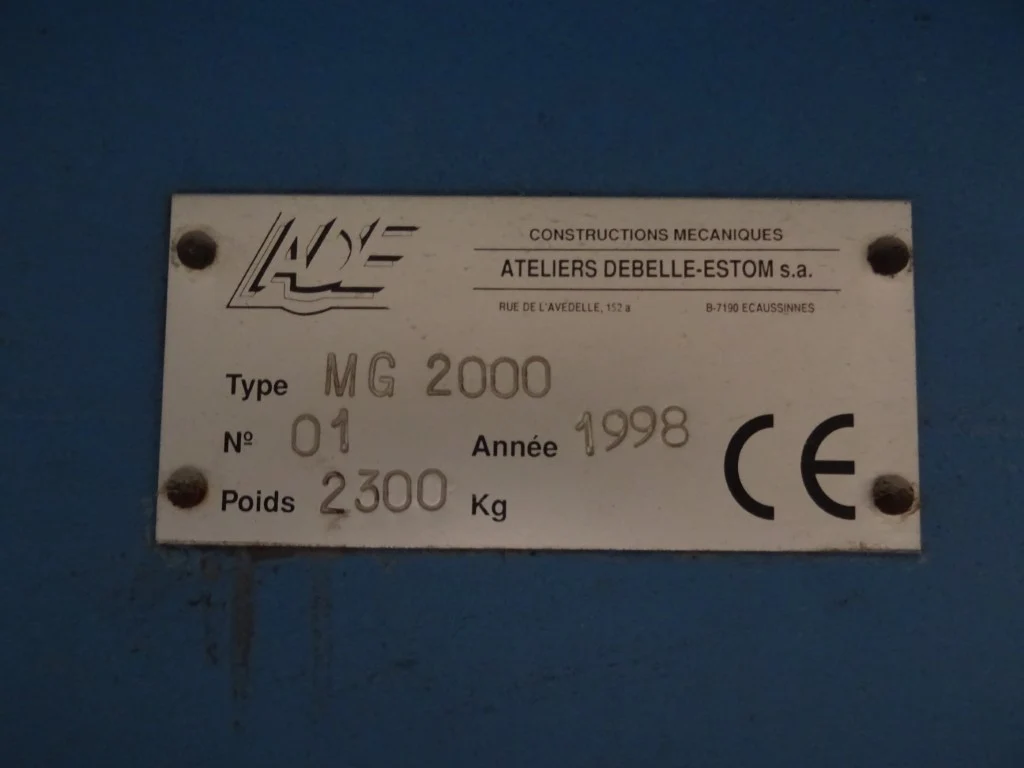 ADE
CONSTRUCTIONS MECANIQUES
ATELIERS DEBELLE-ESTOM s.a.
RUE DE L'AVEDELLE, 152 a B-7190 ECAUSSINNES
Type MG 2000
Nº 01 Année 1998
Poids 2300 Kg
CE